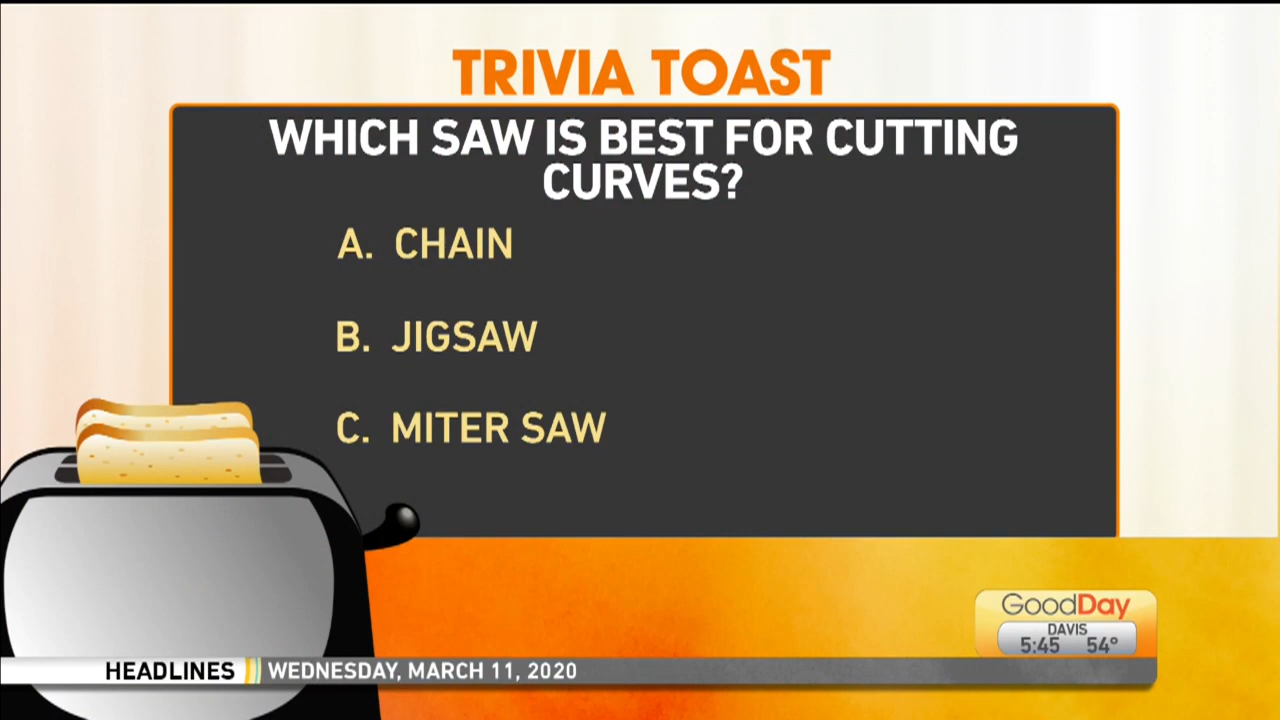 TRIVIA TOAST
WHICH SAW IS BEST FOR CUTTING
CURVES?
A. CHAIN
B. JIGSAW
C. MITER SAW
GoodDay
DAVIS
5:45 54°
HEADLINES WEDNESDAY, MARCH 11, 2020